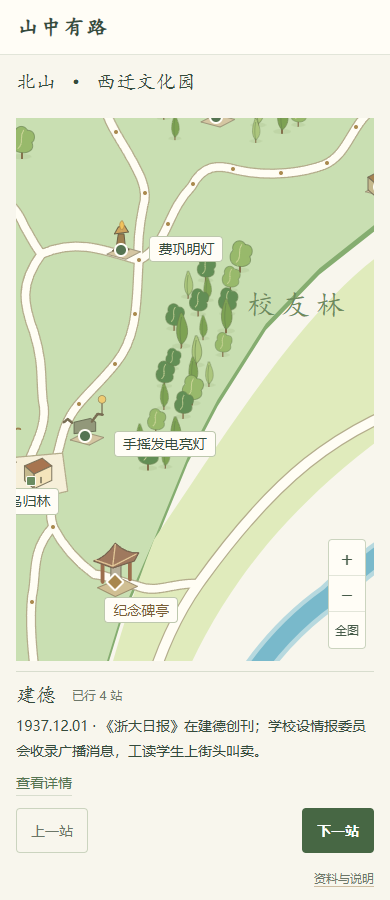 山中有路
北山 • 西迁文化园
费巩明灯
校友林
手摇发电亮灯
归林
纪念碑亭
+
−
全图
建德 已行 4 站
1937.12.01 · 《浙大日报》在建德创刊；学校设情报委员
会收录广播消息，工读学生上街头叫卖。
查看详情
上一站 下一站
资料与说明